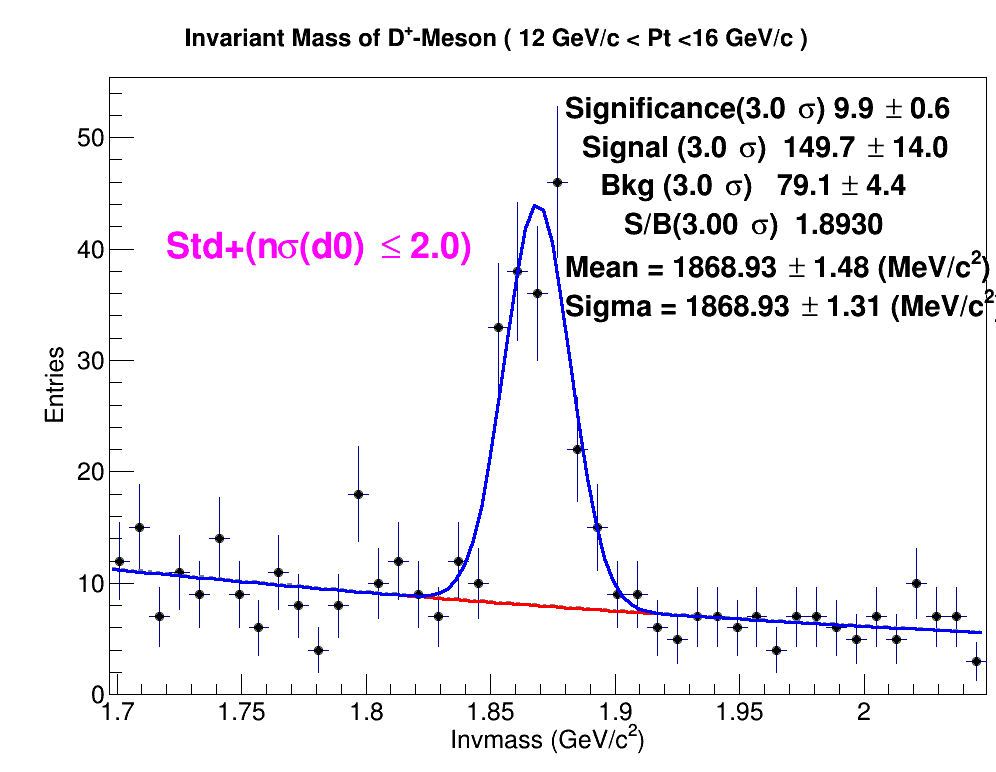 Invariant Mass of D⁺-Meson ( 12 GeV/c < Pt <16 GeV/c )
Significance(3.0 σ) 9.9 ± 0.6
Signal (3.0 σ) 149.7 ± 14.0
Bkg (3.0 σ) 79.1 ± 4.4
S/B(3.00 σ) 1.8930
Mean = 1868.93 ± 1.48 (MeV/c²)
Sigma = 1868.93 ± 1.31 (MeV/c²)
Std+(nσ(d0) ≤ 2.0)
Entries
50
40
30
20
10
0
1.7 1.75 1.8 1.85 1.9 1.95 2
Invmass (GeV/c²)